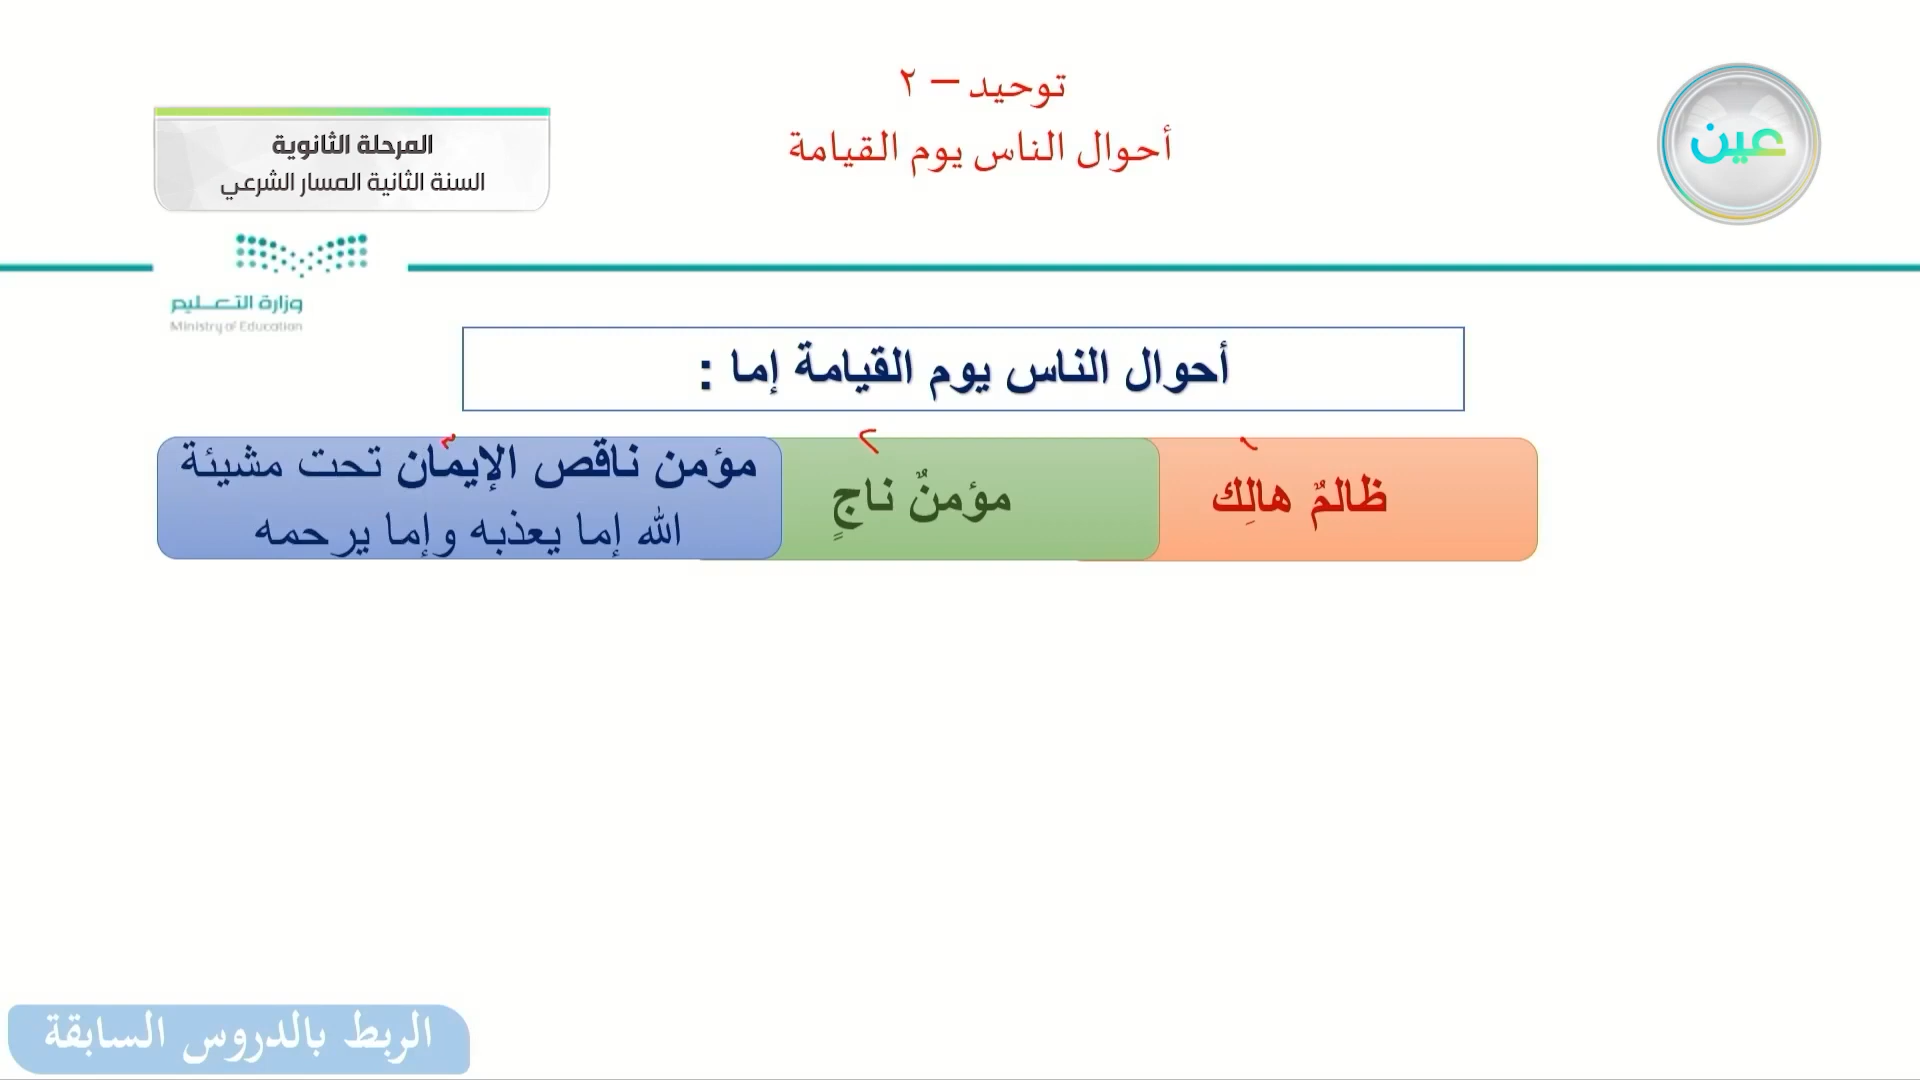 توحيد – ٢
أحوال الناس يوم القيامة
المرحلة الثانوية
السنة الثانية المسار الشرعي
عين
وزارة التعليم
Ministry of Education
أحوال الناس يوم القيامة إما :
ظالمٌ هالِك
مؤمنٌ ناجٍ
مؤمن ناقص الإيمان تحت مشيئة
الله إما يعذبه وإما يرحمه
الربط بالدروس السابقة